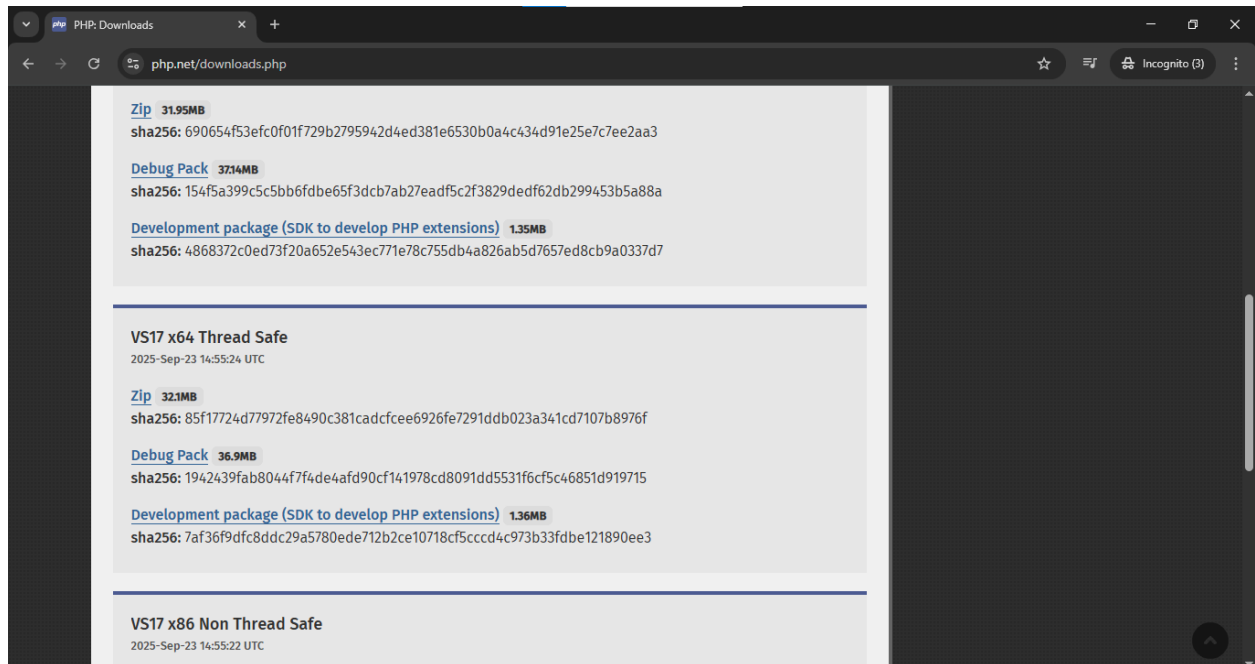 php PHP: Downloads
php.net/downloads.php
Incognito (3)
Zip 31.95MB
sha256: 690654f53efc0f01f729b2795942d4ed381e6530b0a4c434d91e25e7c7ee2aa3
Debug Pack 37.14MB
sha256: 154f5a399c5c5bb6fdbe65f3dcb7ab27eadf5c2f3829dedf62db299453b5a88a
Development package (SDK to develop PHP extensions) 1.35MB
sha256: 4868372c0ed73f20a652e543ec771e78c755db4a826ab5d7657ed8cb9a0337d7
VS17 x64 Thread Safe
2025-Sep-23 14:55:24 UTC
Zip 32.1MB
sha256: 85f17724d77972fe8490c381cadcfcee6926fe7291ddb023a341cd7107b8976f
Debug Pack 36.9MB
sha256: 1942439fab8044f7f4de4afd90cf141978cd8091dd5531f6cf5c46851d919715
Development package (SDK to develop PHP extensions) 1.36MB
sha256: 7af36f9dfc8ddc29a5780ede712b2ce10718cf5cccd4c973b33fdbe121890ee3
VS17 x86 Non Thread Safe
2025-Sep-23 14:55:22 UTC